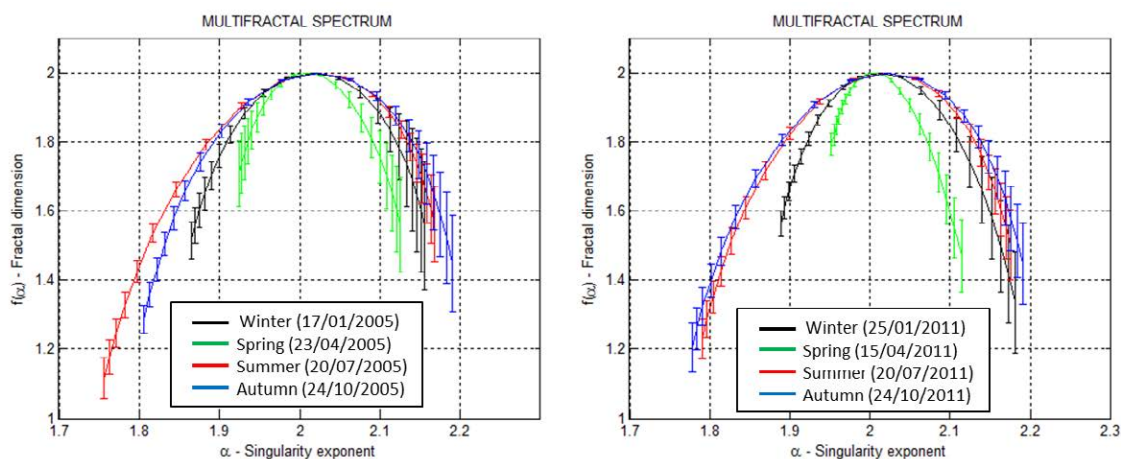 MULTIFRACTAL SPECTRUM
f(α) - Fractal dimension
2
1.8
1.6
1.4
1.2
1
1.7
1.8
1.9
2
2.1
2.2
α - Singularity exponent
Winter (17/01/2005)
Spring (23/04/2005)
Summer (20/07/2005)
Autumn (24/10/2005)
MULTIFRACTAL SPECTRUM
f(α) - Fractal dimension
2
1.8
1.6
1.4
1.2
1
1.7
1.8
1.9
2
2.1
2.2
2.3
α - Singularity exponent
Winter (25/01/2011)
Spring (15/04/2011)
Summer (20/07/2011)
Autumn (24/10/2011)